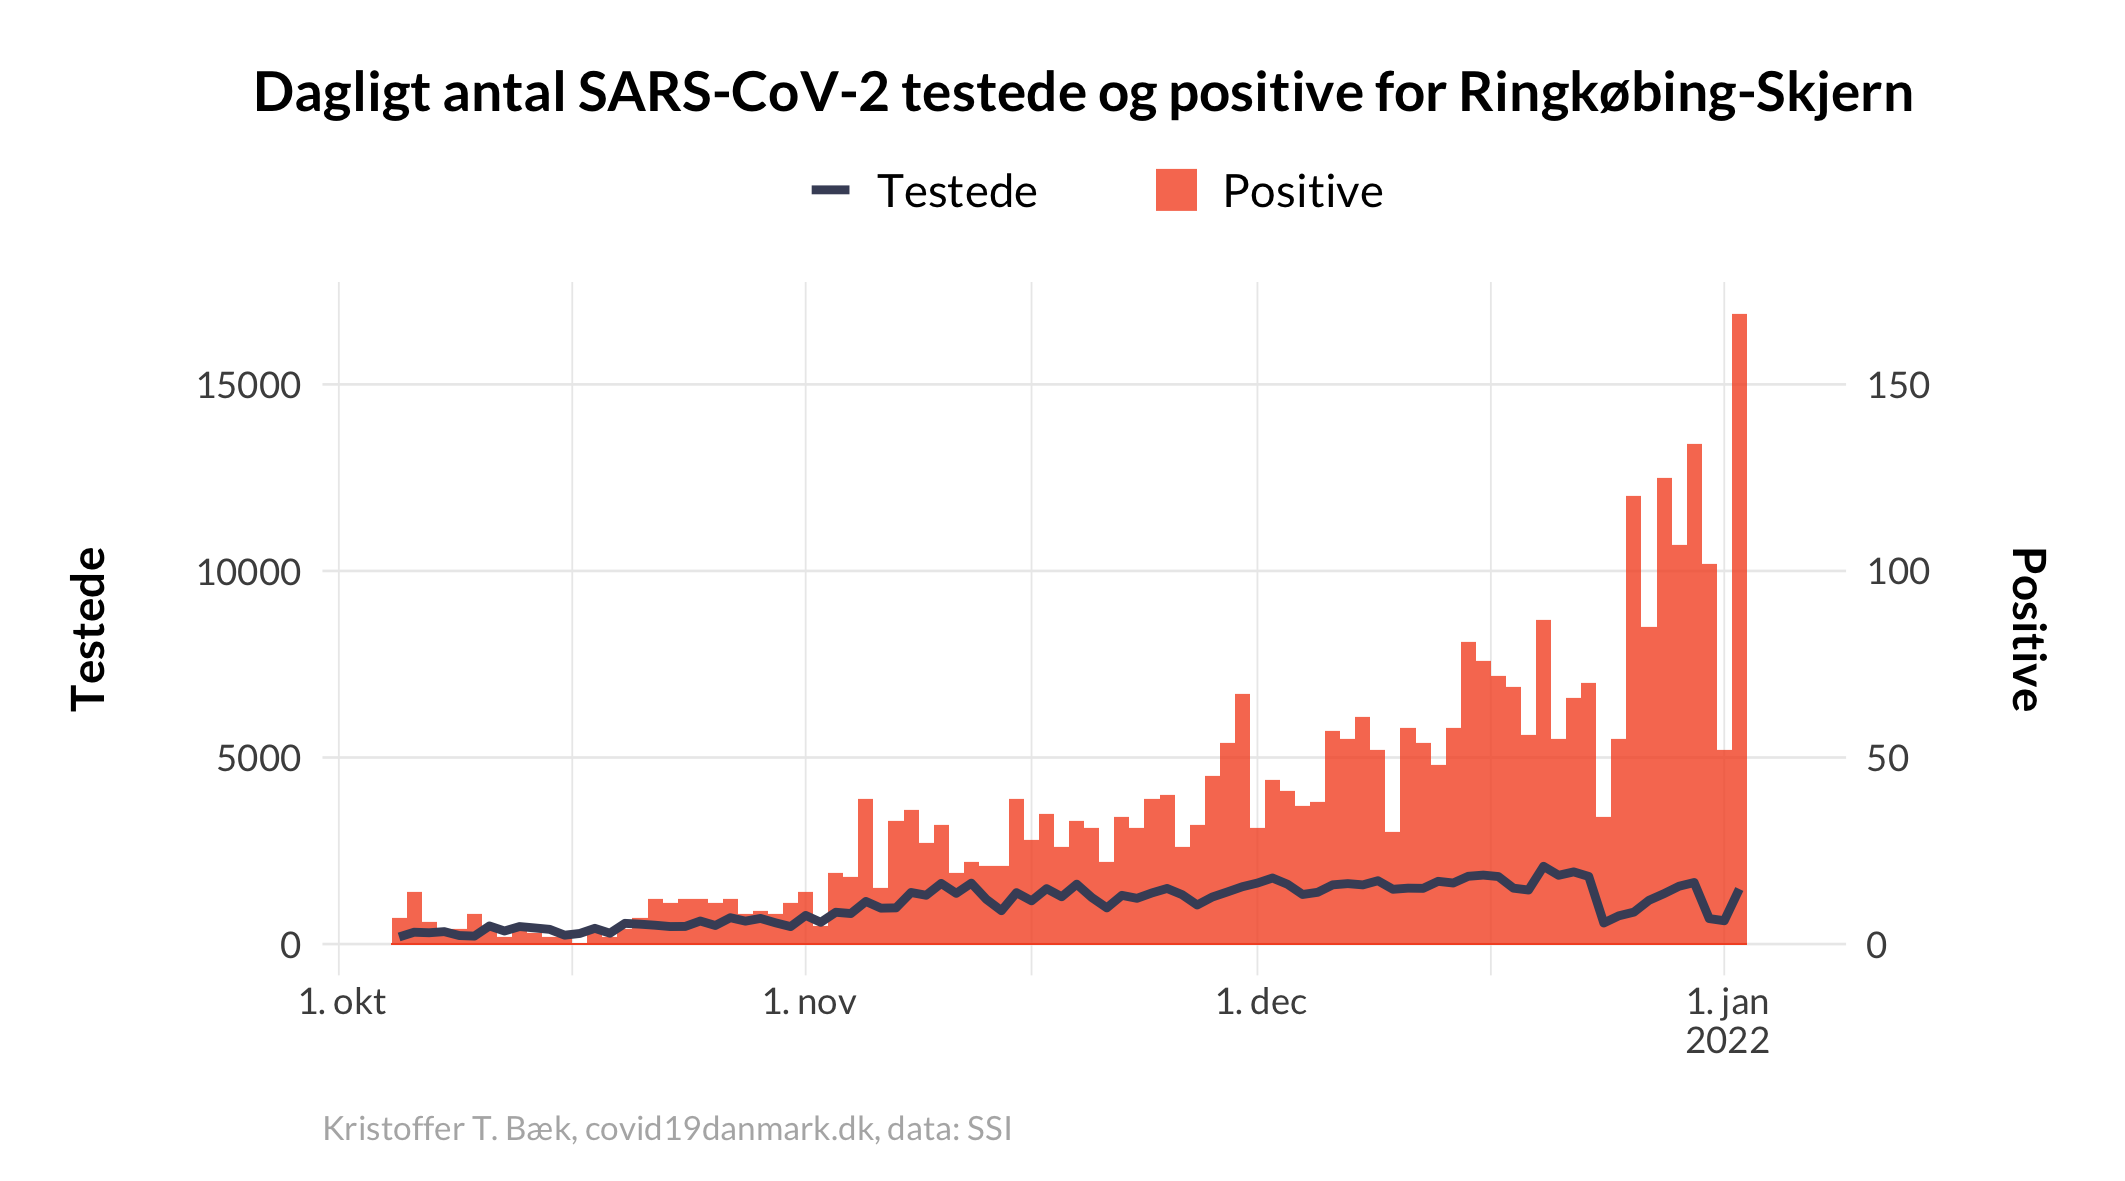 Dagligt antal SARS-CoV-2 testede og positive for Ringkøbing-Skjern
Testede
Positive
Testede
15000
10000
5000
0
150
100
50
0
Positive
1. okt
1. nov
1. dec
1. jan
2022
Kristoffer T. Bæk, covid19danmark.dk, data: SSI